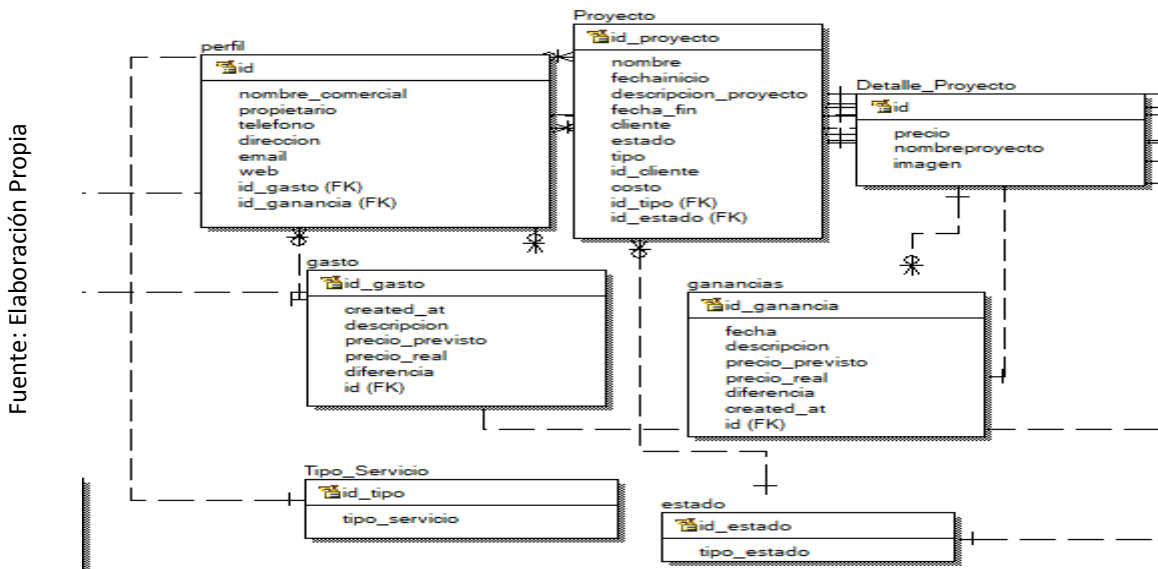 Fuente: Elaboración Propia
perfil
id
nombre_comercial
propietario
telefono
direccion
email
web
id_gasto (FK)
id_ganancia (FK)
Proyecto
id_proyecto
nombre
fechainicio
descripcion_proyecto
fecha_fin
cliente
estado
tipo
id_cliente
costo
id_tipo (FK)
id_estado (FK)
Detalle_Proyecto
id
precio
nombreproyecto
imagen
gasto
id_gasto
created_at
descripcion
precio_previsto
precio_real
diferencia
id (FK)
ganancias
id_ganancia
fecha
descripcion
precio_previsto
precio_real
diferencia
created_at
id (FK)
Tipo_Servicio
id_tipo
tipo_servicio
estado
id_estado
tipo_estado